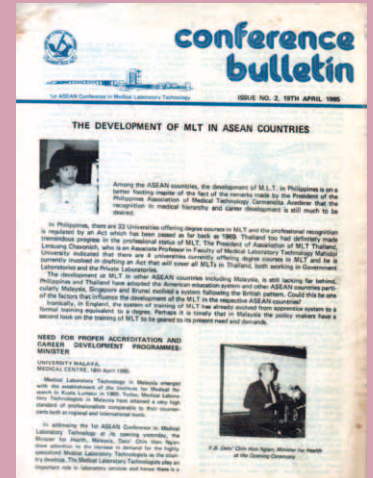 conference
bulletin
1st ASEAN Conference in Medical Laboratory Technology
ISSUE NO. 2, 19TH APRIL 1985
THE DEVELOPMENT OF MLT IN ASEAN COUNTRIES
Among the ASEAN countries, the development of M.L.T. in Philippines is on a
better footing inspite of the fact of the remarks made by the President of the
Philippines Association of Medical Technology Carmencita Acedera that the
recognition in medical hierarchy and career development is still much to be
desired.
In Philippines, there are 33 Universities offering degree courses in MLT and the professional recognition
is regulated by an Act which has been passed as far back as 1969. Thailand too had definitely made
tremendous progress in the professional status of MLT. The President of Association of MLT Thailand,
Chavonich, who is an Associate Professor in Faculty of Medical Laboratory Technology Mahidol
University indicated that there are 8 universities currently offering degree courses in MLT and he is
currently involved in drafting an Act that will cover all MLTs in Thailand, both working in Government
Laboratories and the Private Laboratories.
The development of MLT in other ASEAN countries including Malaysia, is still lacking far behind.
Philippines and Thailand have adopted the American education system and other ASEAN countries parti-
cularly Malaysia, Singapore and Brunei evolved a system following the British pattern. Could this be one
of the factors that influence the development of the MLT in the respective ASEAN countries?
Ironically, in England, the system of training of MLT has already evolved from apprentice system to a
formal training equivalent to a degree. Perhaps it is timely that in Malaysia the policy makers have a
second look on the training of MLT to be geared to its present need and demands.
NEED FOR PROPER ACCREDITATION AND
CAREER DEVELOPMENT PROGRAMMES:
MINISTER
UNIVERSITY MALAYA,
MEDICAL CENTRE, 18th April 1985
Medical Laboratory Technology in Malaysia emerged
with the establishment of the Institute for Medical Re-
search in Kuala Lumpur in 1900. Today, Medical Labora-
tory Technologists in Malaysia have attained a very high
standard of professionalism comparable to their counter-
parts both at regional and international levels.
In addressing the 1st ASEAN Conference in Medical
Laboratory Technology at its opening yesterday, the
Minister for Health, Malaysia, Dato' Chin Hon Ngian
drew attention to the increase in demand for the highly
specialized Medical Laboratory Technologists as the coun-
try develops. The Medical Laboratory Technologists play an
important role in laboratory services and hence there is a
Y.B. Dato' Chin Hon Ngian, Minister for Health
at the Opening Ceremony